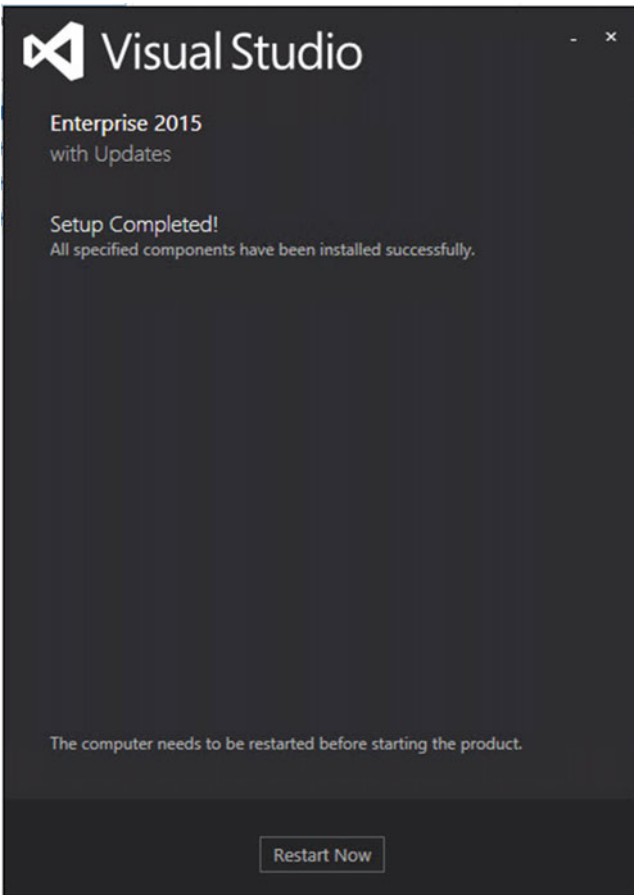 Visual Studio
Enterprise 2015
with Updates
Setup Completed!
All specified components have been installed successfully.
The computer needs to be restarted before starting the product.
Restart Now